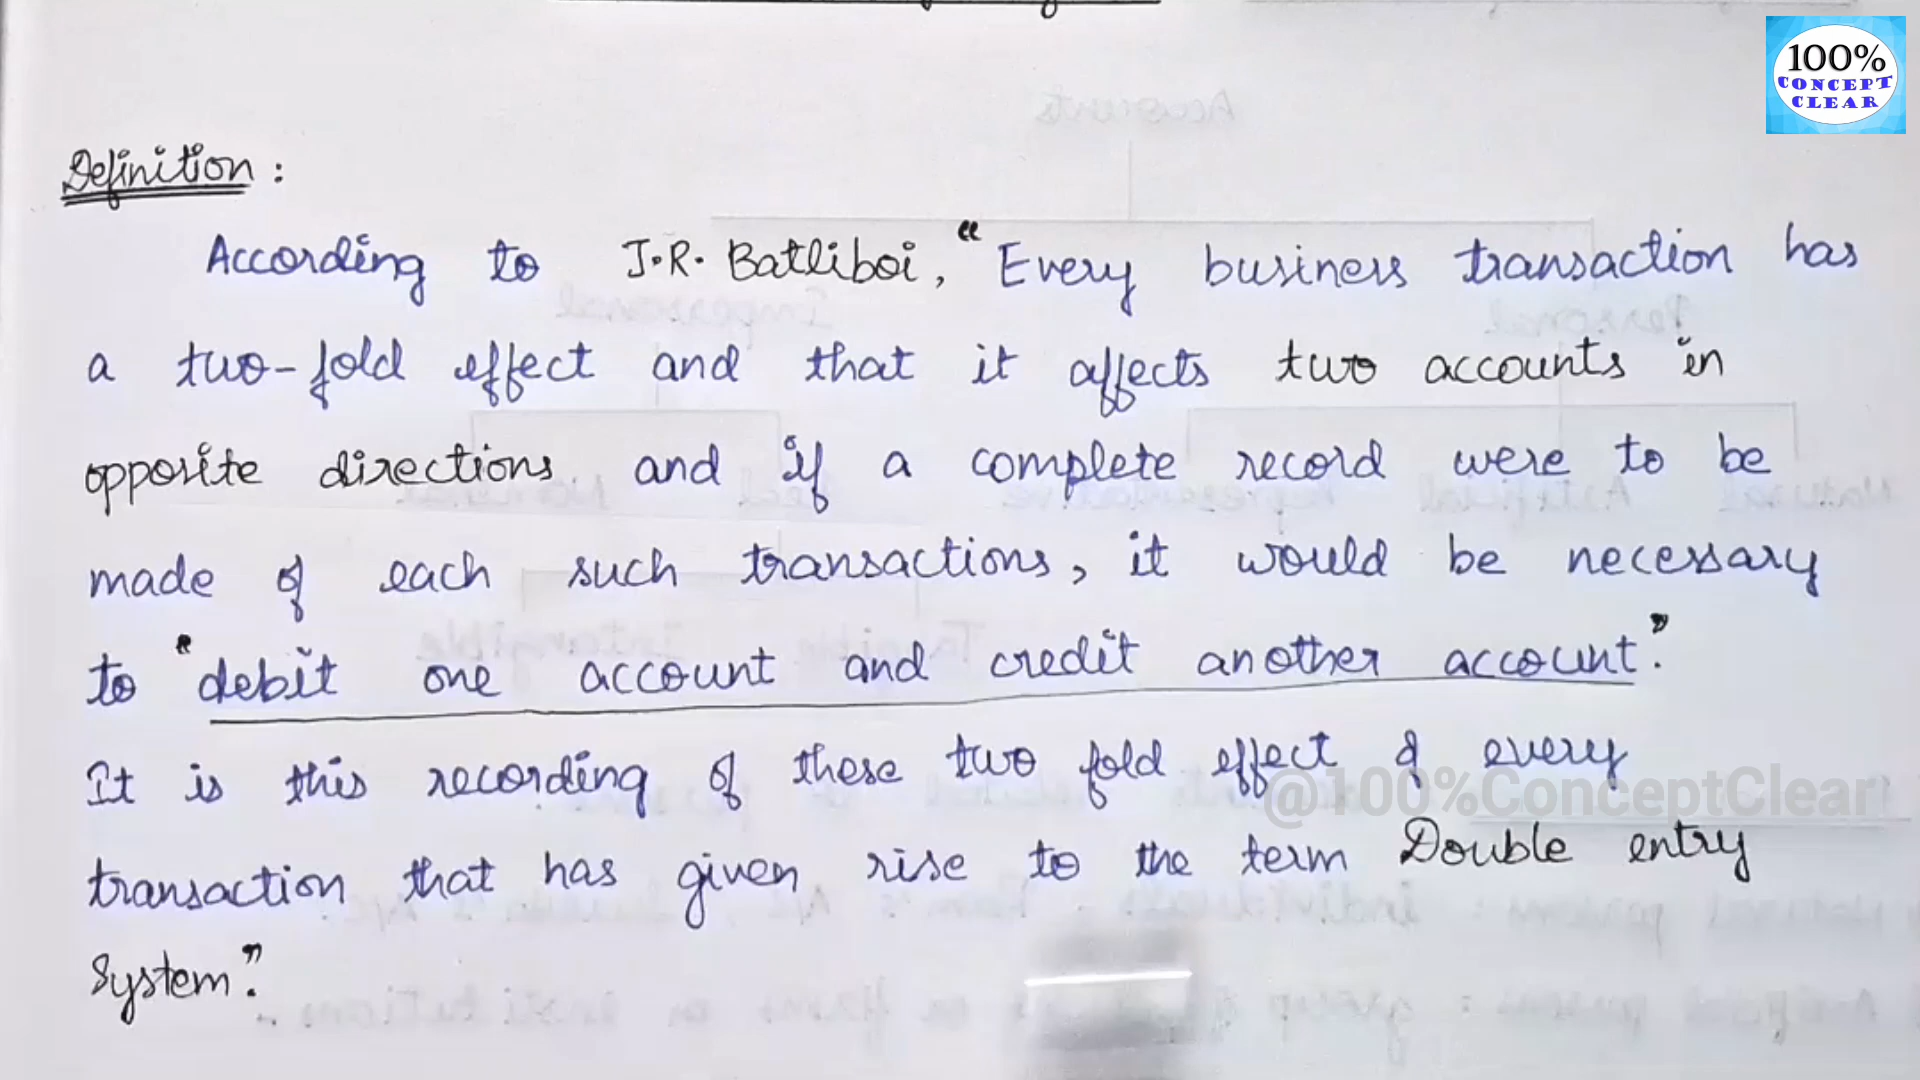 100%
CONCEPT
CLEAR
Definition :
According to J.R. Batliboi, "Every business transaction has
a two-fold effect and that it affects two accounts in
opposite directions and if a complete record were to be
made of each such transactions, it would be necessary
to "debit one account and credit another account".
It is this recording of these two fold effect of every
@100%ConceptClear
transaction that has given rise to the term Double entry
System".